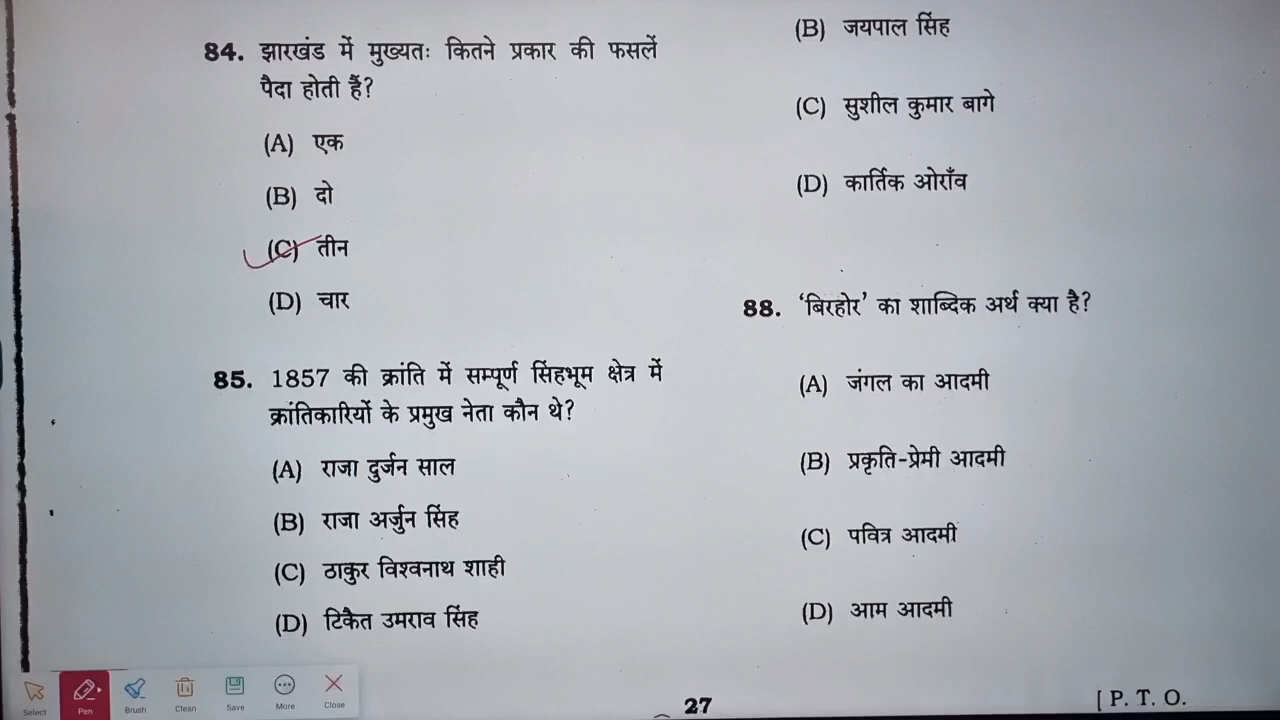 84. झारखंड में मुख्यतः कितने प्रकार की फसलें
पैदा होती हैं?
(A) एक
(B) दो
(C) तीन
(D) चार
85. 1857 की क्रांति में सम्पूर्ण सिंहभूम क्षेत्र में
क्रांतिकारियों के प्रमुख नेता कौन थे?
(A) राजा दुर्जन साल
(B) राजा अर्जुन सिंह
(C) ठाकुर विश्वनाथ शाही
(D) टिकैत उमराव सिंह
(B) जयपाल सिंह
(C) सुशील कुमार बागे
(D) कार्तिक ओराँव
88. ‘बिरहोर’ का शाब्दिक अर्थ क्या है?
(A) जंगल का आदमी
(B) प्रकृति-प्रेमी आदमी
(C) पवित्र आदमी
(D) आम आदमी
27
[ P. T. O.
Select Pen Brush Clean Save More Close